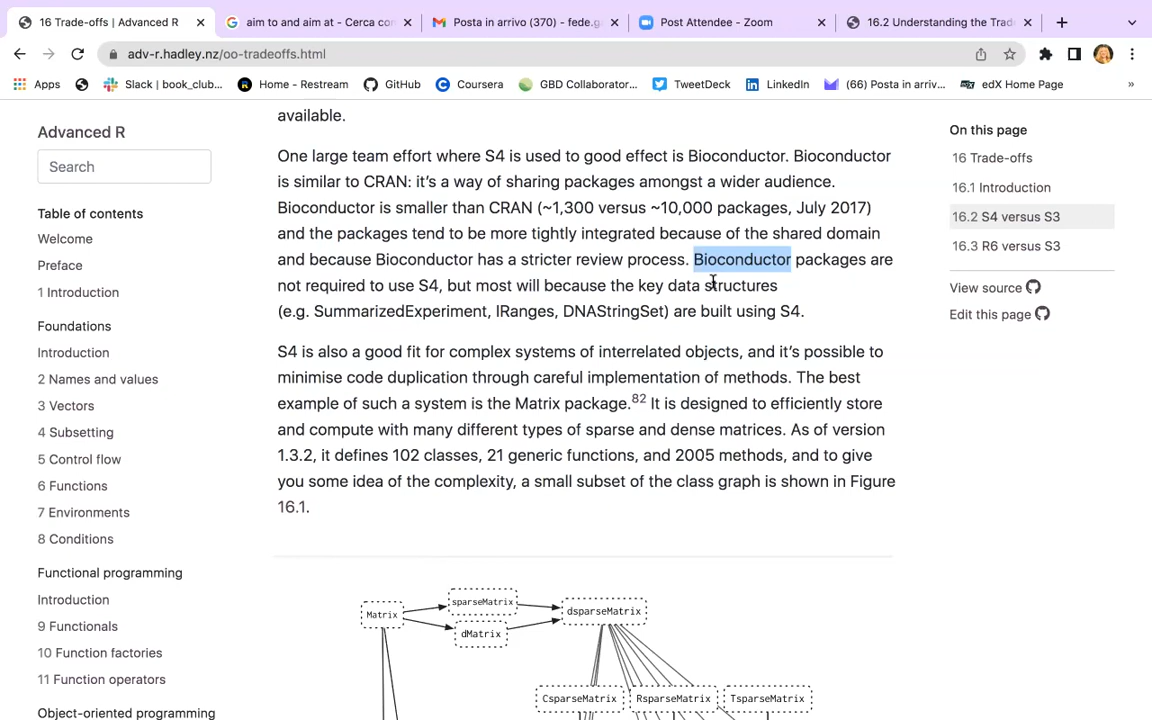 16 Trade-offs | Advanced R
aim to and aim at - Cerca com
Posta in arrivo (370) - fede.ga
Post Attendee - Zoom
16.2 Understanding the Trade
adv-r.hadley.nz/oo-tradeoffs.html
Apps
Slack | book_club...
Home - Restream
GitHub
Coursera
GBD Collaborator...
TweetDeck
LinkedIn
(66) Posta in arriv...
edX Home Page
»
Advanced R
Search
Table of contents
Welcome
Preface
1 Introduction
Foundations
Introduction
2 Names and values
3 Vectors
4 Subsetting
5 Control flow
6 Functions
7 Environments
8 Conditions
Functional programming
Introduction
9 Functionals
10 Function factories
11 Function operators
Object-oriented programming
available.
One large team effort where S4 is used to good effect is Bioconductor. Bioconductor
is similar to CRAN: it’s a way of sharing packages amongst a wider audience.
Bioconductor is smaller than CRAN (~1,300 versus ~10,000 packages, July 2017)
and the packages tend to be more tightly integrated because of the shared domain
and because Bioconductor has a stricter review process. Bioconductor packages are
not required to use S4, but most will because the key data structures
(e.g. SummarizedExperiment, IRanges, DNAStringSet) are built using S4.
S4 is also a good fit for complex systems of interrelated objects, and it’s possible to
minimise code duplication through careful implementation of methods. The best
example of such a system is the Matrix package.82 It is designed to efficiently store
and compute with many different types of sparse and dense matrices. As of version
1.3.2, it defines 102 classes, 21 generic functions, and 2005 methods, and to give
you some idea of the complexity, a small subset of the class graph is shown in Figure
16.1.
Matrix
sparseMatrix
dMatrix
dsparseMatrix
CsparseMatrix
RsparseMatrix
TsparseMatrix
On this page
16 Trade-offs
16.1 Introduction
16.2 S4 versus S3
16.3 R6 versus S3
View source
Edit this page